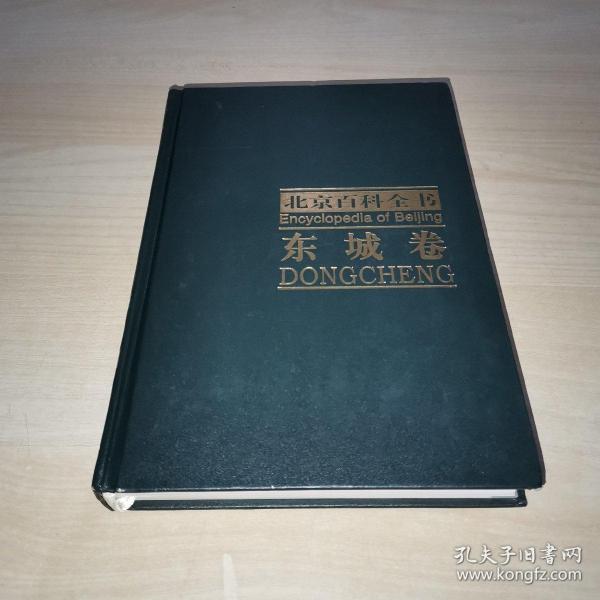 北京百科全书
Encyclopedia of Beijing
东城卷
DONGCHENG
孔夫子旧書网
www.kongfz.com